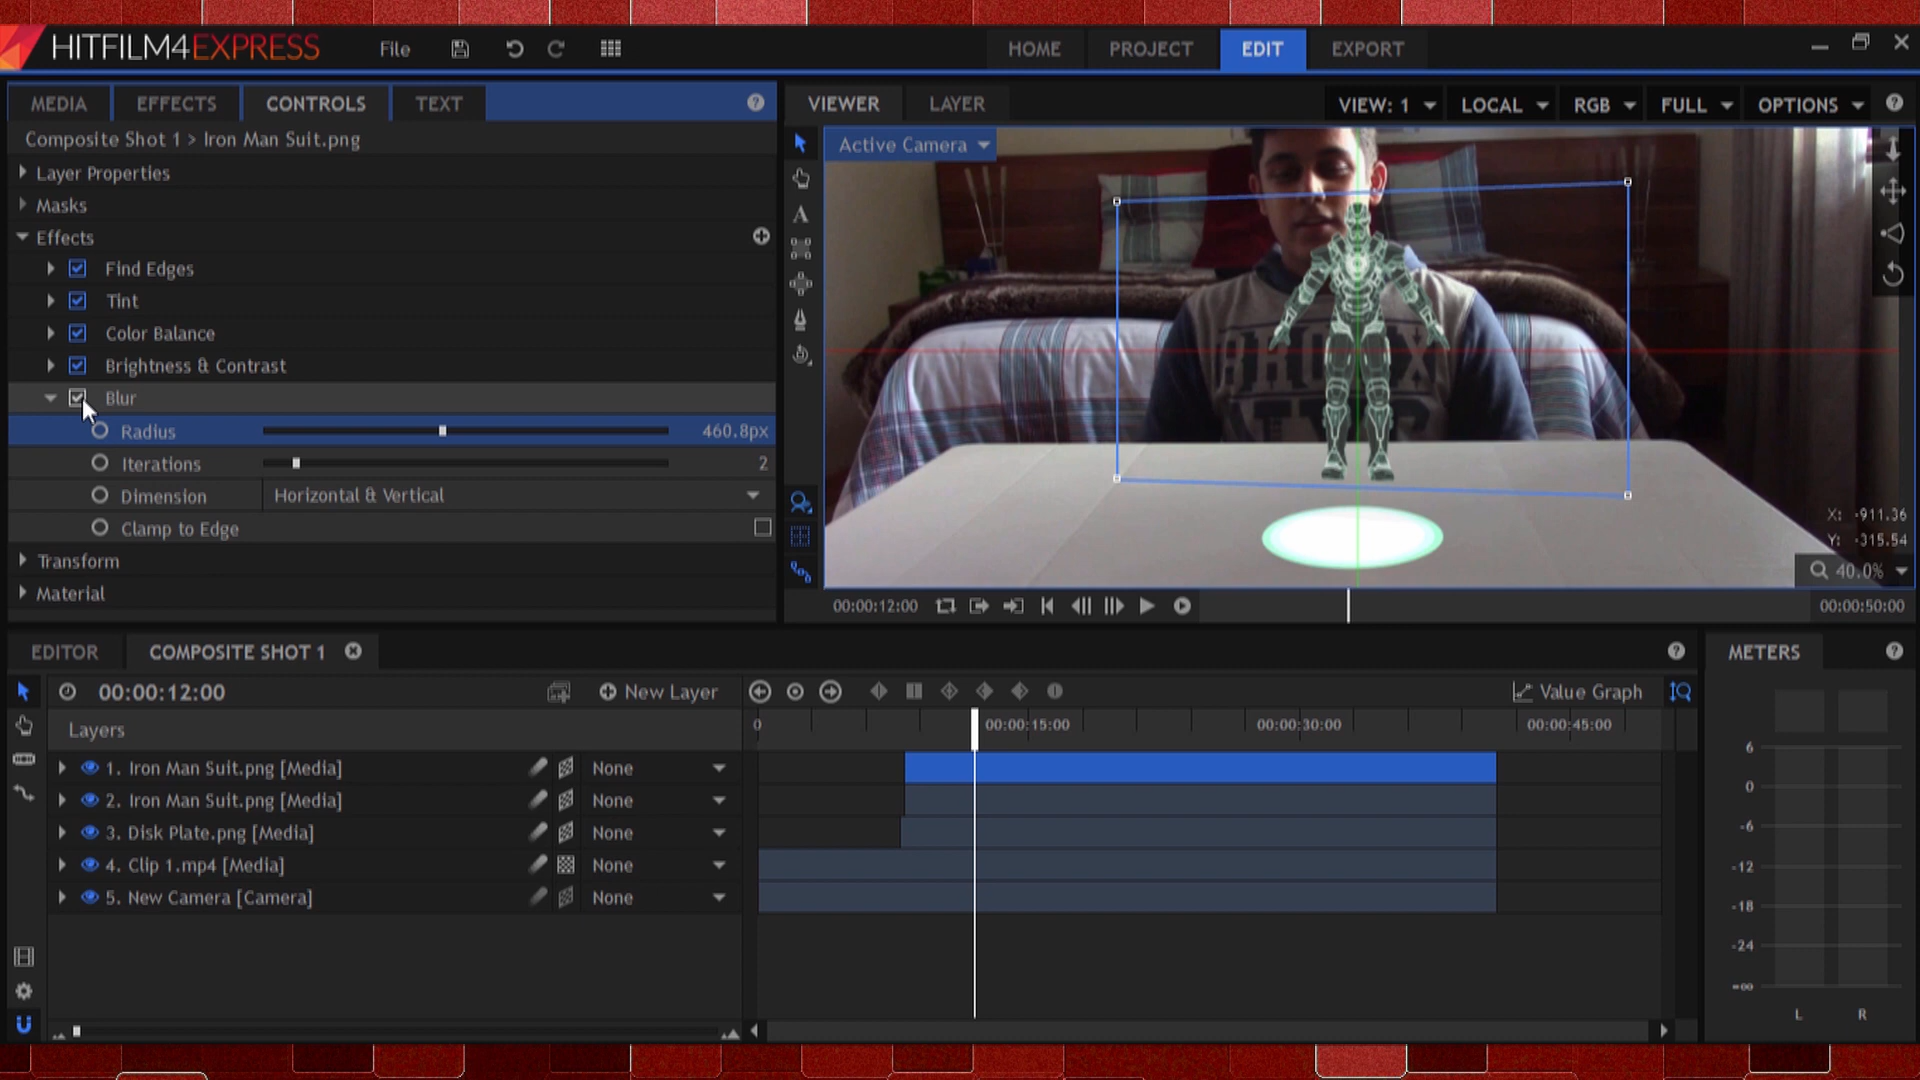 HITFILM4EXPRESS File HOME PROJECT EDIT EXPORT
MEDIA EFFECTS CONTROLS TEXT
Composite Shot 1 > Iron Man Suit.png
Layer Properties
Masks
Effects
Find Edges
Tint
Color Balance
Brightness & Contrast
Blur
Radius 460.8px
Iterations 2
Dimension Horizontal & Vertical
Clamp to Edge
Transform
Material
VIEWER LAYER VIEW: 1 LOCAL RGB FULL OPTIONS
Active Camera
BRONX
X: -911.36
Y: -315.54
40.0%
00:00:12:00 00:00:50:00
EDITOR COMPOSITE SHOT 1
00:00:12:00 New Layer Value Graph
Layers 0 00:00:15:00 00:00:30:00 00:00:45:00
1. Iron Man Suit.png [Media] None
2. Iron Man Suit.png [Media] None
3. Disk Plate.png [Media] None
4. Clip 1.mp4 [Media] None
5. New Camera [Camera] None
METERS
6
0
-6
-12
-18
-24
-∞
L R